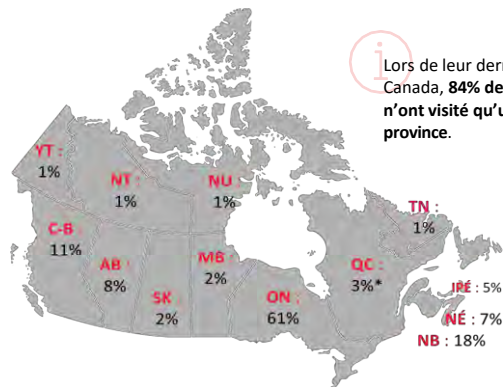 Lors de leur dern
Canada, 84% de
n'ont visité qu'u
province.
YT :
1%
NT :
1%
NU :
1%
TN :
1%
C-B
11%
AB :
8%
SK :
2%
MB :
2%
ON :
61%
QC :
3%*
IPÉ : 5%
NÉ : 7%
NB : 18%